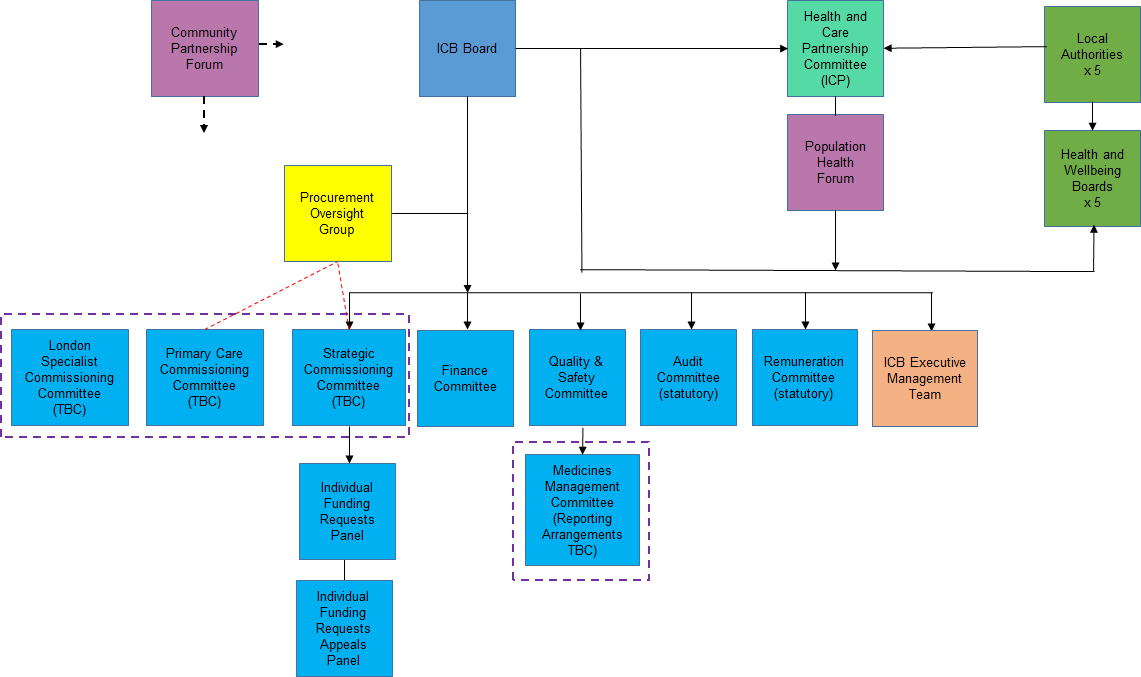 Community
Partnership
Forum
ICB Board
Health and
Care
Partnership
Committee
(ICP)
Local
Authorities
x 5
Population
Health
Forum
Health and
Wellbeing
Boards
x 5
Procurement
Oversight
Group
London
Specialist
Commissioning
Committee
(TBC)
Primary Care
Commissioning
Committee
(TBC)
Strategic
Commissioning
Committee
(TBC)
Finance
Committee
Quality &
Safety
Committee
Audit
Committee
(statutory)
Remuneration
Committee
(statutory)
ICB Executive
Management
Team
Individual
Funding
Requests
Panel
Medicines
Management
Committee
(Reporting
Arrangements
TBC)
Individual
Funding
Requests
Appeals
Panel